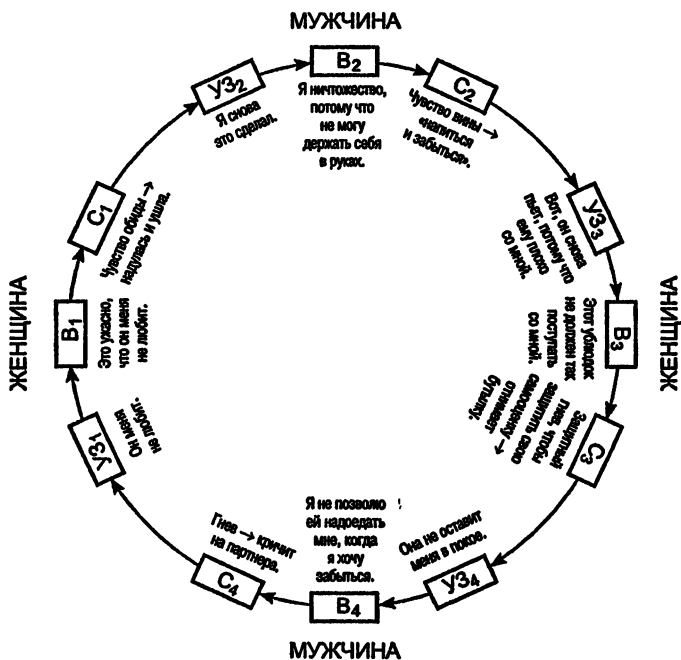 МУЖЧИНА
В2
Я ничтожество,
потому что
не могу
держать себя
в руках.
С2
Чувство вины →
«напиться
и забыться».
УЗ3
Вот, он снова
пьет, потому что
ему плохо
со мной.
ЖЕНЩИНА
В3
Этот ублюдок
не должен так
поступать
со мной.
С3
Защитный
гнев, чтобы
защитить свою
самооценку →
отнимает
бутылку.
УЗ4
Она не оставит
меня в покое.
В4
Я не позволю
ей надоедать
мне, когда
я хочу
забыться.
МУЖЧИНА
С4
Гнев → кричит
на партнера.
УЗ1
Он меня
не любит.
ЖЕНЩИНА
В1
Это ужасно,
что он меня
не любит.
С1
Чувство обиды →
надулась и ушла.
УЗ2
Я снова
это сделал.